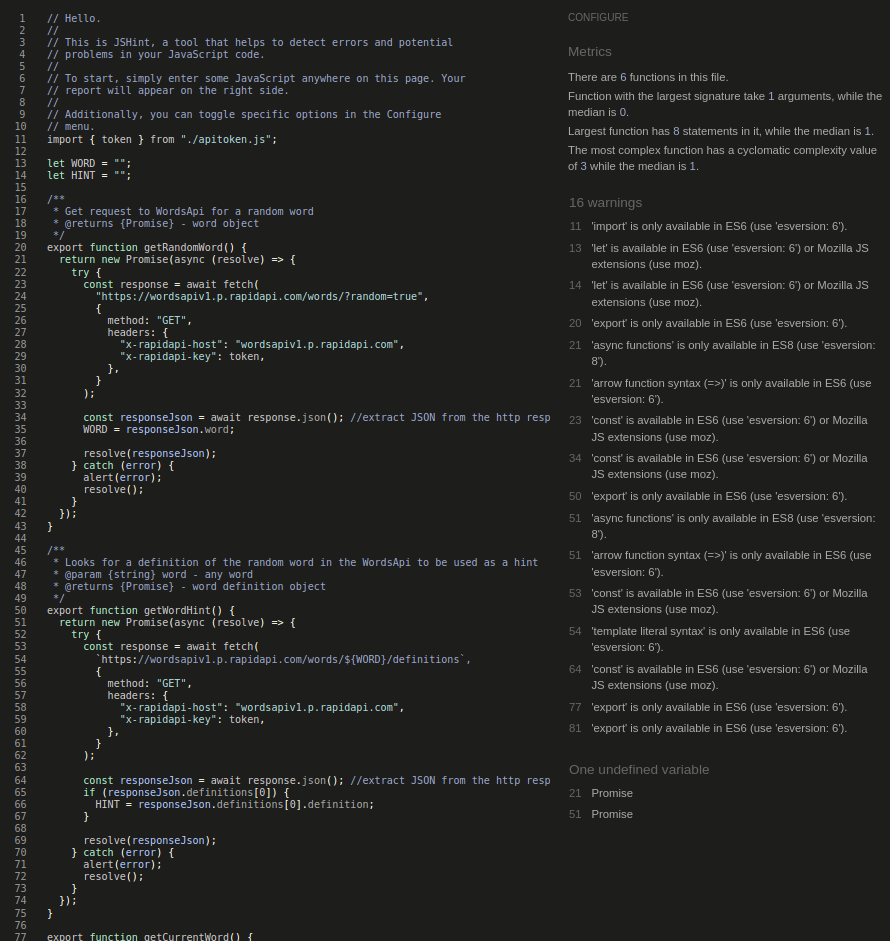 1 // Hello.
2 //
3 // This is JSHint, a tool that helps to detect errors and potential
4 // problems in your JavaScript code.
5 //
6 // To start, simply enter some JavaScript anywhere on this page. Your
7 // report will appear on the right side.
8 //
9 // Additionally, you can toggle specific options in the Configure
10 // menu.
11 import { token } from "./apitoken.js";
12
13 let WORD = "";
14 let HINT = "";
15
16 /**
17  * Get request to WordsApi for a random word
18  * @returns {Promise} - word object
19  */
20 export function getRandomWord() {
21   return new Promise(async (resolve) => {
22     try {
23       const response = await fetch(
24         "https://wordsapiv1.p.rapidapi.com/words/?random=true",
25         {
26           method: "GET",
27           headers: {
28             "x-rapidapi-host": "wordsapiv1.p.rapidapi.com",
29             "x-rapidapi-key": token,
30           },
31         }
32       );
33
34       const responseJson = await response.json(); //extract JSON from the http resp
35       WORD = responseJson.word;
36
37       resolve(responseJson);
38     } catch (error) {
39       alert(error);
40       resolve();
41     }
42   });
43 }
44
45 /**
46  * Looks for a definition of the random word in the WordsApi to be used as a hint
47  * @param {string} word - any word
48  * @returns {Promise} - word definition object
49  */
50 export function getWordHint() {
51   return new Promise(async (resolve) => {
52     try {
53       const response = await fetch(
54         `https://wordsapiv1.p.rapidapi.com/words/${WORD}/definitions`,
55         {
56           method: "GET",
57           headers: {
58             "x-rapidapi-host": "wordsapiv1.p.rapidapi.com",
59             "x-rapidapi-key": token,
60           },
61         }
62       );
63
64       const responseJson = await response.json(); //extract JSON from the http resp
65       if (responseJson.definitions[0]) {
66         HINT = responseJson.definitions[0].definition;
67       }
68
69       resolve(responseJson);
70     } catch (error) {
71       alert(error);
72       resolve();
73     }
74   });
75 }
76
77 export function getCurrentWord() {
CONFIGURE
Metrics
There are 6 functions in this file.
Function with the largest signature take 1 arguments, while the
median is 0.
Largest function has 8 statements in it, while the median is 1.
The most complex function has a cyclomatic complexity value
of 3 while the median is 1.
16 warnings
11 'import' is only available in ES6 (use 'esversion: 6').
13 'let' is available in ES6 (use 'esversion: 6') or Mozilla JS
extensions (use moz).
14 'let' is available in ES6 (use 'esversion: 6') or Mozilla JS
extensions (use moz).
20 'export' is only available in ES6 (use 'esversion: 6').
21 'async functions' is only available in ES8 (use 'esversion:
8').
21 'arrow function syntax (=>)' is only available in ES6 (use
'esversion: 6').
23 'const' is available in ES6 (use 'esversion: 6') or Mozilla
JS extensions (use moz).
34 'const' is available in ES6 (use 'esversion: 6') or Mozilla
JS extensions (use moz).
50 'export' is only available in ES6 (use 'esversion: 6').
51 'async functions' is only available in ES8 (use 'esversion:
8').
51 'arrow function syntax (=>)' is only available in ES6 (use
'esversion: 6').
53 'const' is available in ES6 (use 'esversion: 6') or Mozilla
JS extensions (use moz).
54 'template literal syntax' is only available in ES6 (use
'esversion: 6').
64 'const' is available in ES6 (use 'esversion: 6') or Mozilla
JS extensions (use moz).
77 'export' is only available in ES6 (use 'esversion: 6').
81 'export' is only available in ES6 (use 'esversion: 6').
One undefined variable
21 Promise
51 Promise